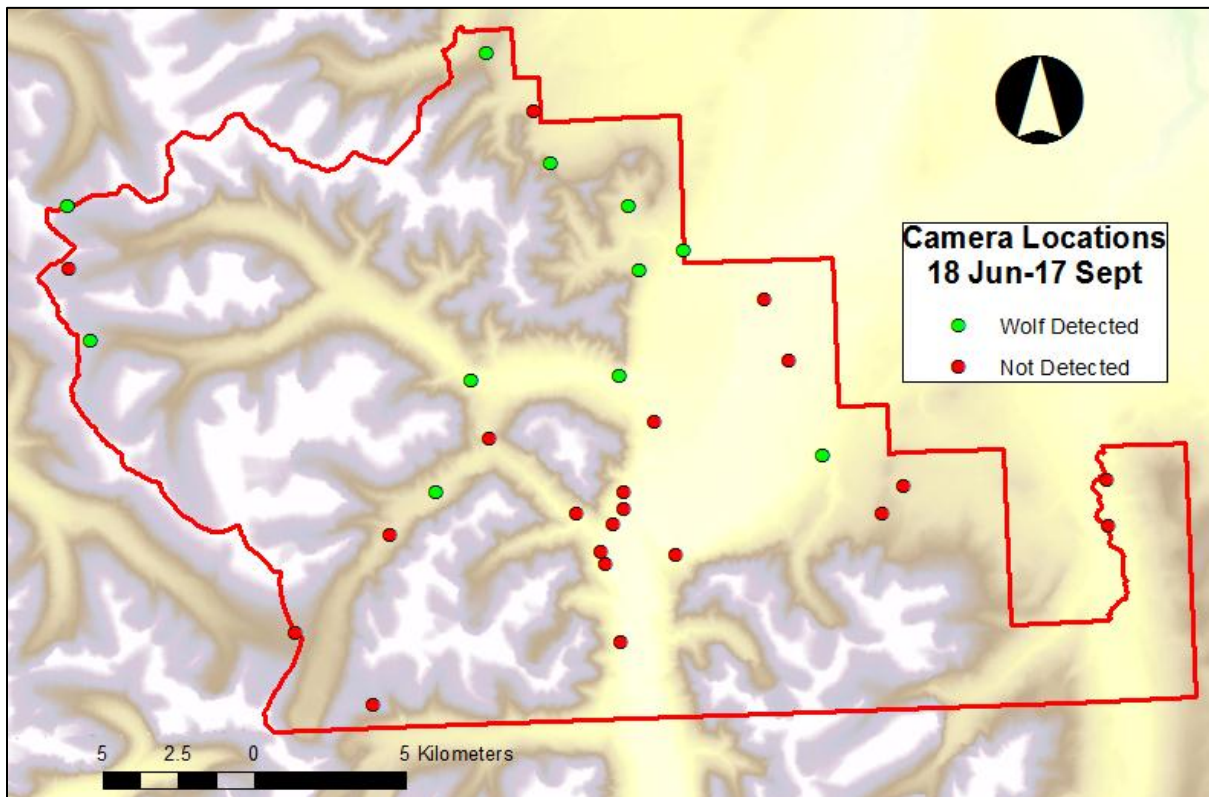 Camera Locations
18 Jun-17 Sept
Wolf Detected
Not Detected
5 2.5 0 5 Kilometers